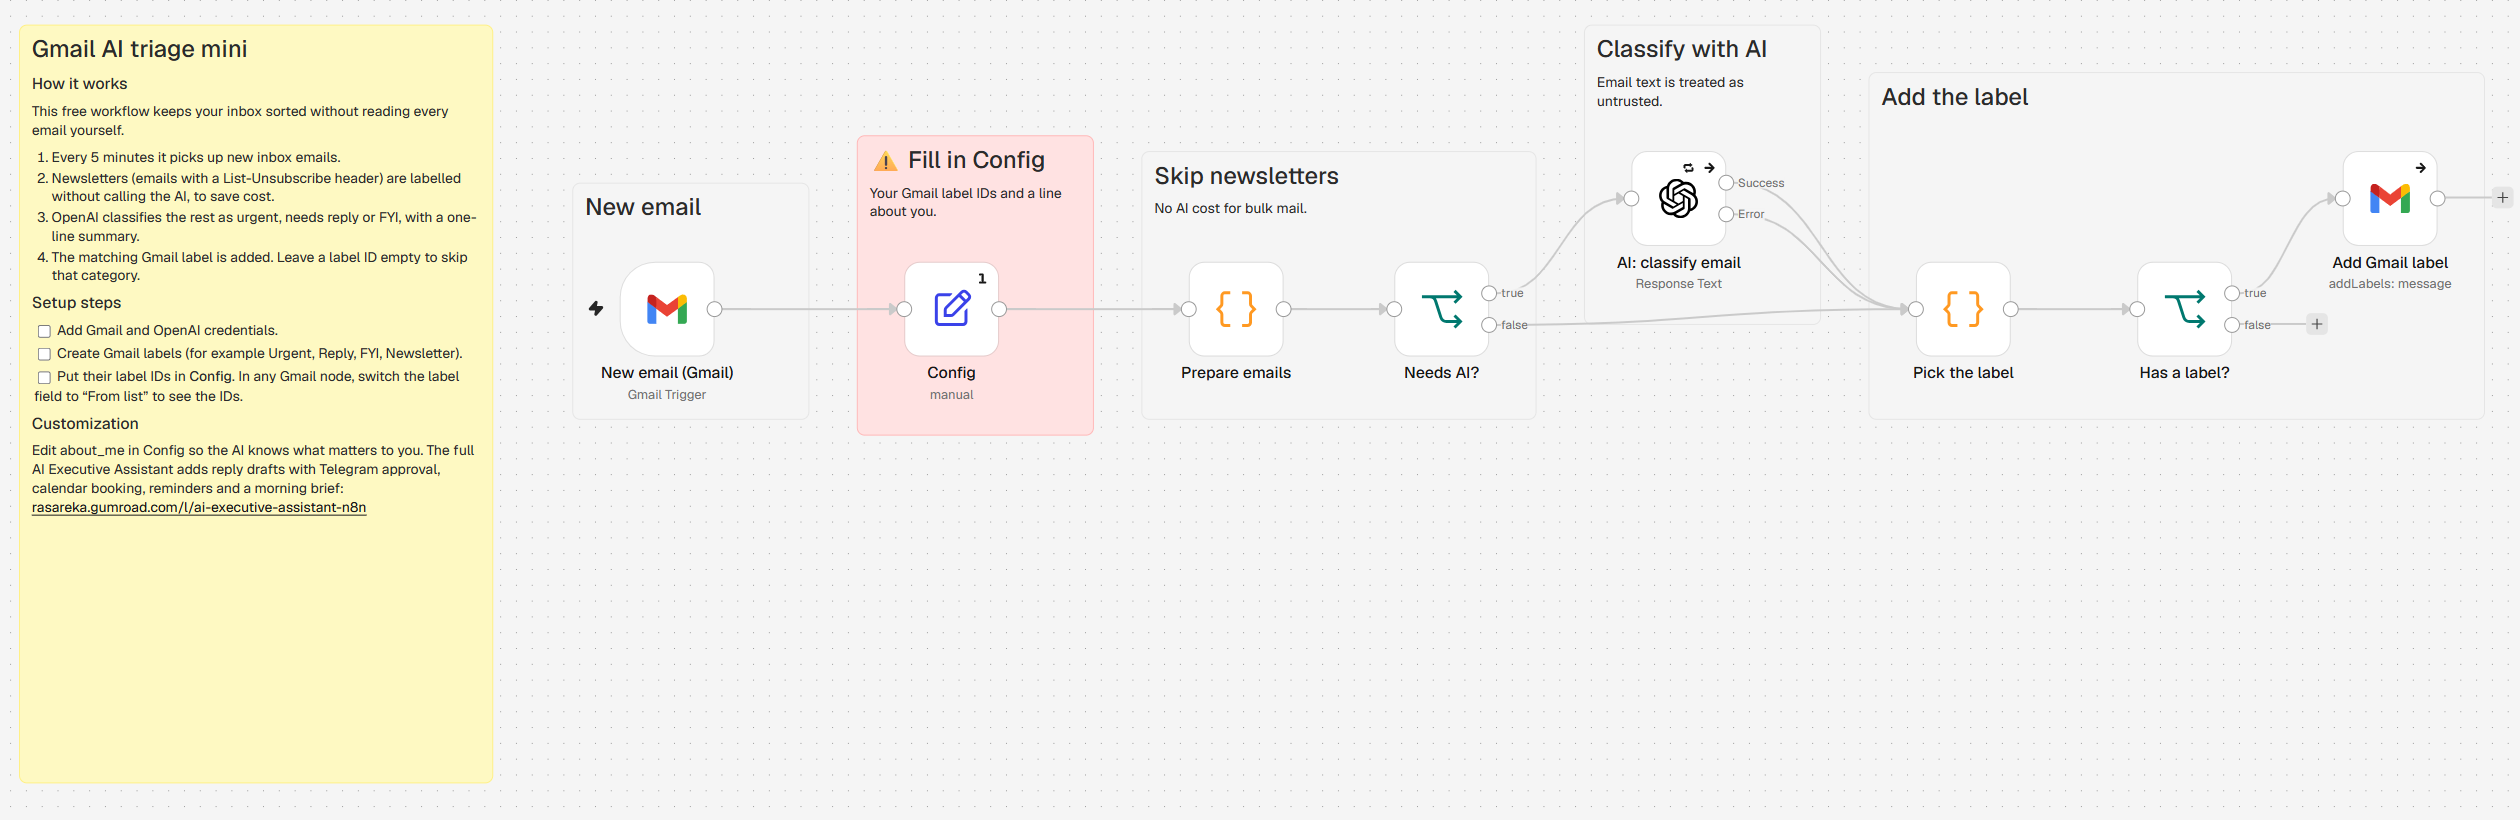 Gmail AI triage mini
How it works
This free workflow keeps your inbox sorted without reading every
email yourself.
1. Every 5 minutes it picks up new inbox emails.
2. Newsletters (emails with a List-Unsubscribe header) are labelled
without calling the AI, to save cost.
3. OpenAI classifies the rest as urgent, needs reply or FYI, with a one-
line summary.
4. The matching Gmail label is added. Leave a label ID empty to skip
that category.
Setup steps
Add Gmail and OpenAI credentials.
Create Gmail labels (for example Urgent, Reply, FYI, Newsletter).
Put their label IDs in Config. In any Gmail node, switch the label
field to “From list” to see the IDs.
Customization
Edit about_me in Config so the AI knows what matters to you. The full
AI Executive Assistant adds reply drafts with Telegram approval,
calendar booking, reminders and a morning brief:
rasareka.gumroad.com/l/ai-executive-assistant-n8n
New email
New email (Gmail)
Gmail Trigger
Fill in Config
Your Gmail label IDs and a line
about you.
1
Config
manual
Skip newsletters
No AI cost for bulk mail.
Prepare emails
true
false
Needs AI?
Classify with AI
Email text is treated as
untrusted.
Success
Error
AI: classify email
Response Text
Add the label
Pick the label
true
false
Has a label?
Add Gmail label
addLabels: message